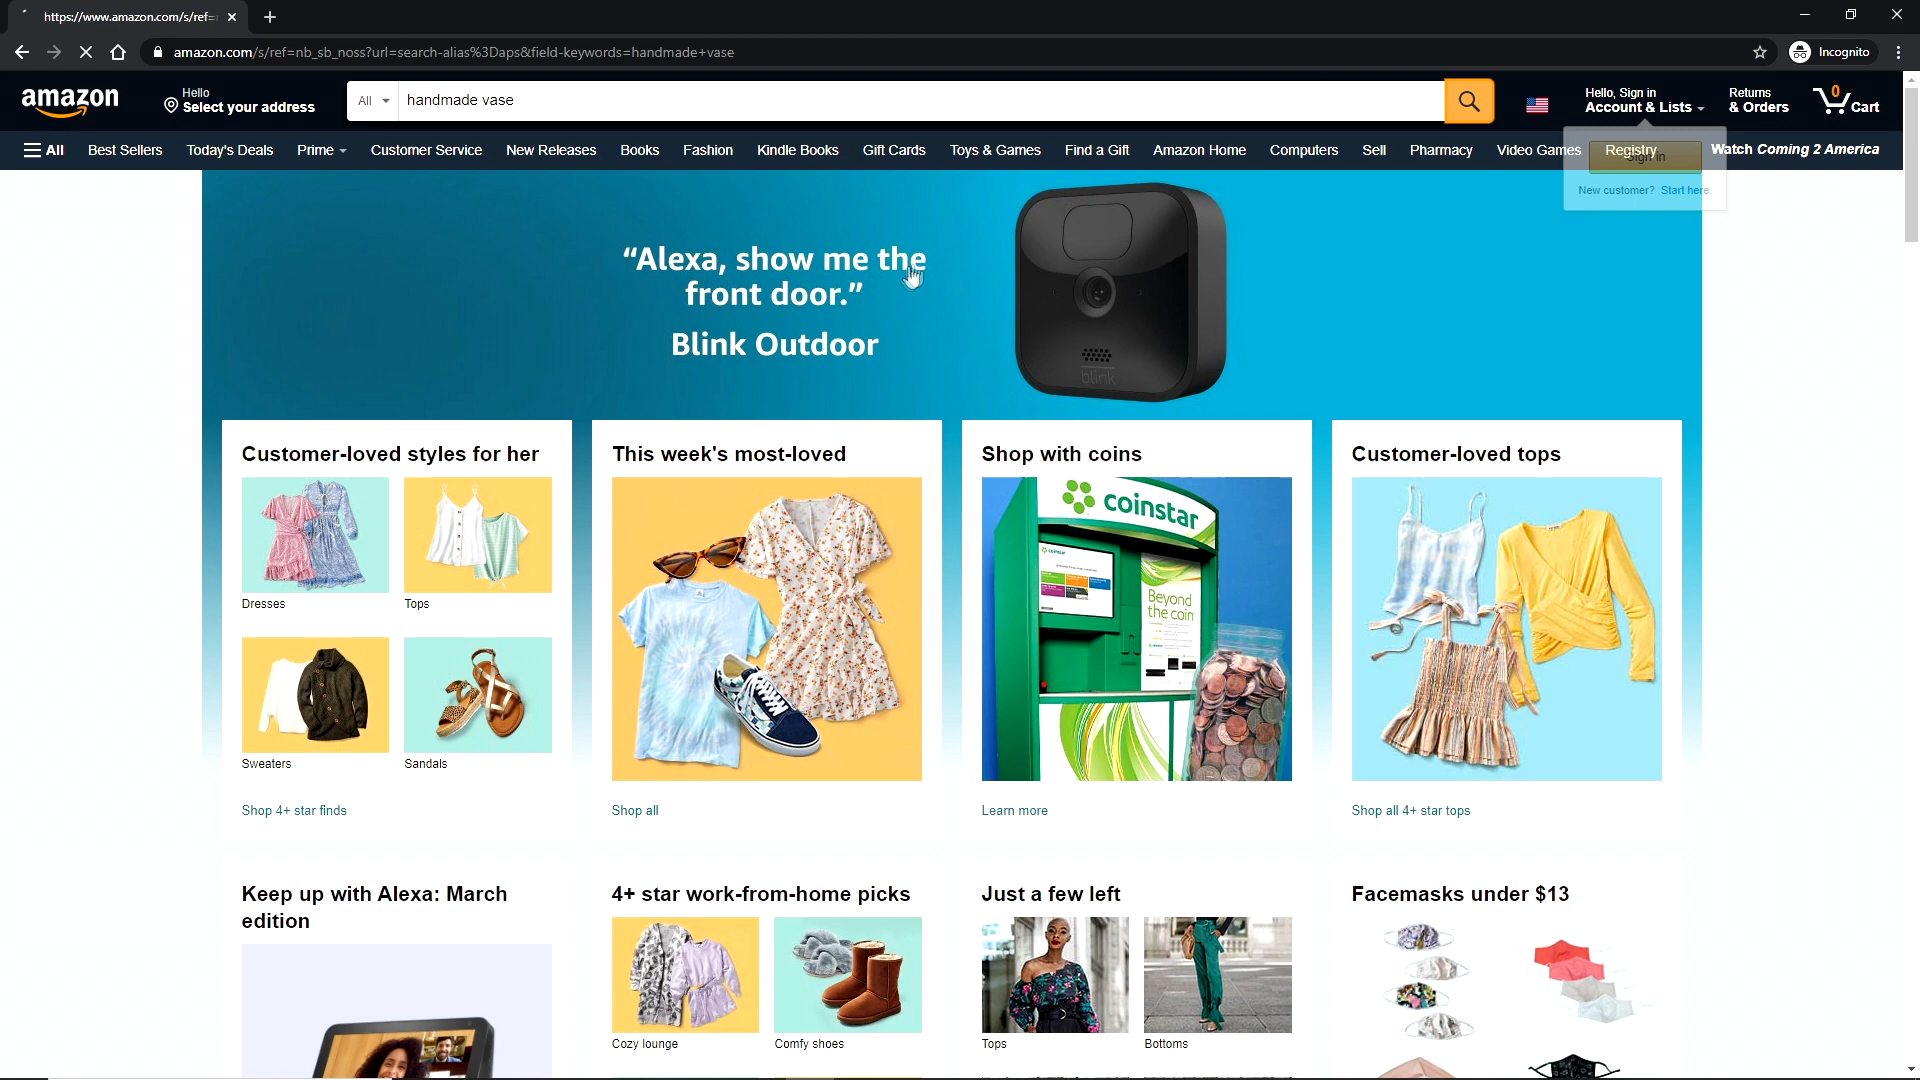 https://www.amazon.com/s/ref=
amazon.com/s/ref=nb_sb_noss?url=search-alias%3Daps&field-keywords=handmade+vase
Incognito
amazon
Hello
Select your address
All
handmade vase
Hello, Sign in
Account & Lists
Returns
& Orders
0
Cart
All
Best Sellers
Today's Deals
Prime
Customer Service
New Releases
Books
Fashion
Kindle Books
Gift Cards
Toys & Games
Find a Gift
Amazon Home
Computers
Sell
Pharmacy
Video Games
Registry
Watch Coming 2 America
Sign in
New customer? Start here.
“Alexa, show me the
front door.”
Blink Outdoor
blink
Customer-loved styles for her
Dresses
Tops
Sweaters
Sandals
Shop 4+ star finds
This week's most-loved
Shop all
Shop with coins
coinstar
Beyond
the coin
Learn more
Customer-loved tops
Shop all 4+ star tops
Keep up with Alexa: March
edition
4+ star work-from-home picks
Cozy lounge
Comfy shoes
Just a few left
Tops
Bottoms
Facemasks under $13